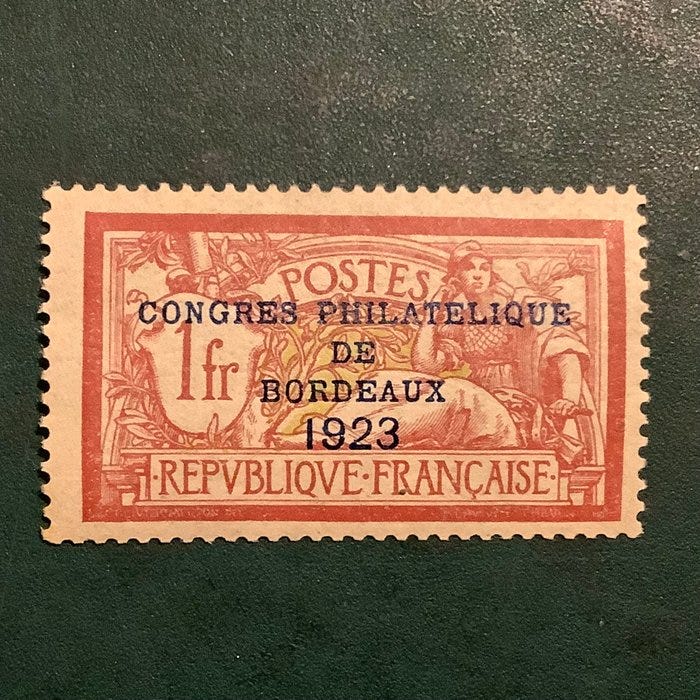 POSTES
CONGRES PHILATELIQUE
DE
1fr
BORDEAUX
1923
·REPVBLIQVE·FRANÇAISE·